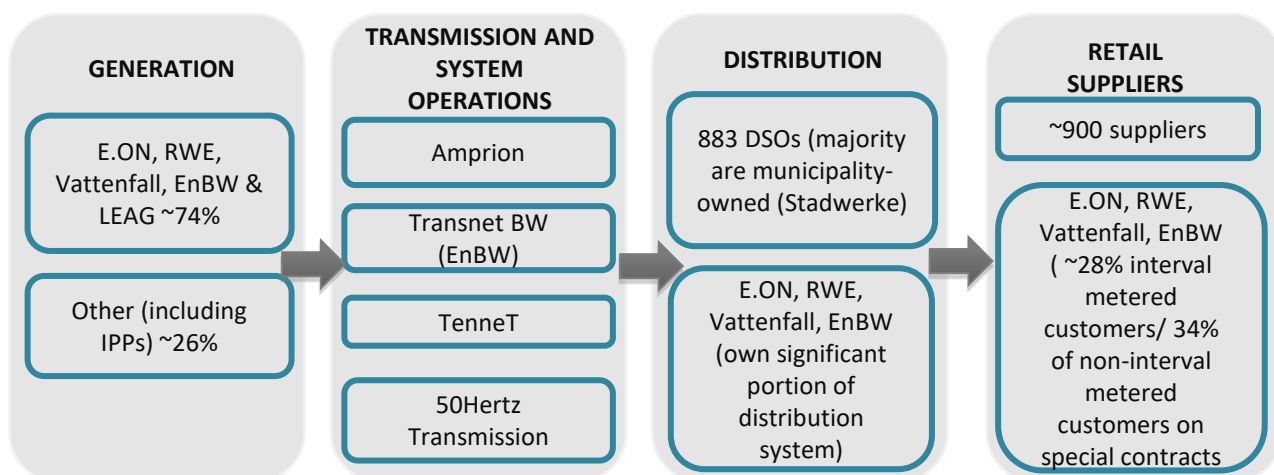 GENERATION
E.ON, RWE,
Vattenfall, EnBW &
LEAG ~74%
Other (including
IPPs) ~26%
TRANSMISSION AND
SYSTEM
OPERATIONS
Amprion
Transnet BW
(EnBW)
TenneT
50Hertz
Transmission
DISTRIBUTION
883 DSOs (majority
are municipality-
owned (Stadwerke)
E.ON, RWE,
Vattenfall, EnBW
(own significant
portion of
distribution
system)
RETAIL
SUPPLIERS
~900 suppliers
E.ON, RWE,
Vattenfall, EnBW
( ~28% interval
metered
customers/ 34%
of non-interval
metered
customers on
special contracts